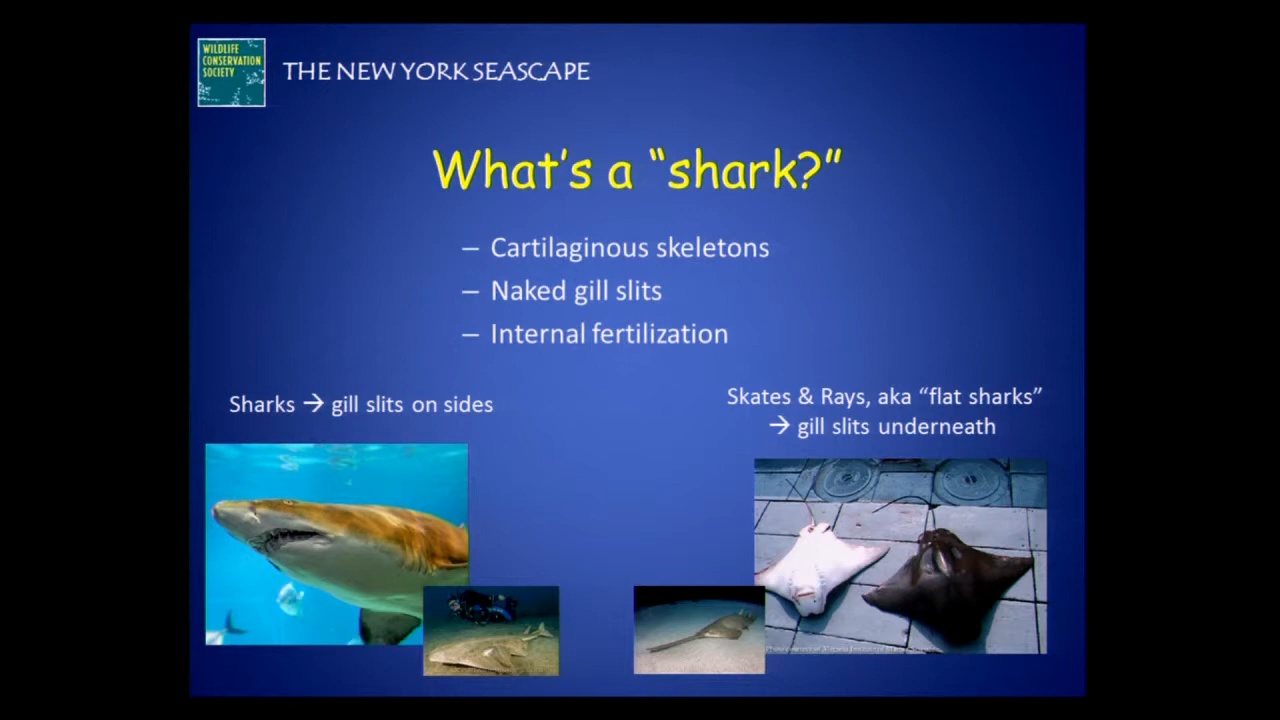 WILDLIFE
CONSERVATION
SOCIETY
THE NEW YORK SEASCAPE
What's a “shark?”
– Cartilaginous skeletons
– Naked gill slits
– Internal fertilization
Sharks → gill slits on sides
Skates & Rays, aka “flat sharks”
→ gill slits underneath